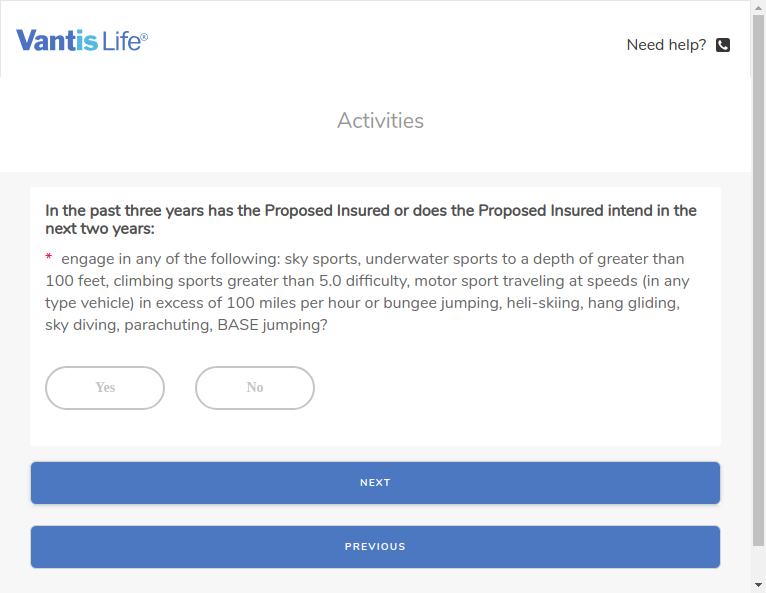 Vantis Life®
Need help?
Activities
In the past three years has the Proposed Insured or does the Proposed Insured intend in the
next two years:
* engage in any of the following: sky sports, underwater sports to a depth of greater than
100 feet, climbing sports greater than 5.0 difficulty, motor sport traveling at speeds (in any
type vehicle) in excess of 100 miles per hour or bungee jumping, heli-skiing, hang gliding,
sky diving, parachuting, BASE jumping?
Yes
No
NEXT
PREVIOUS